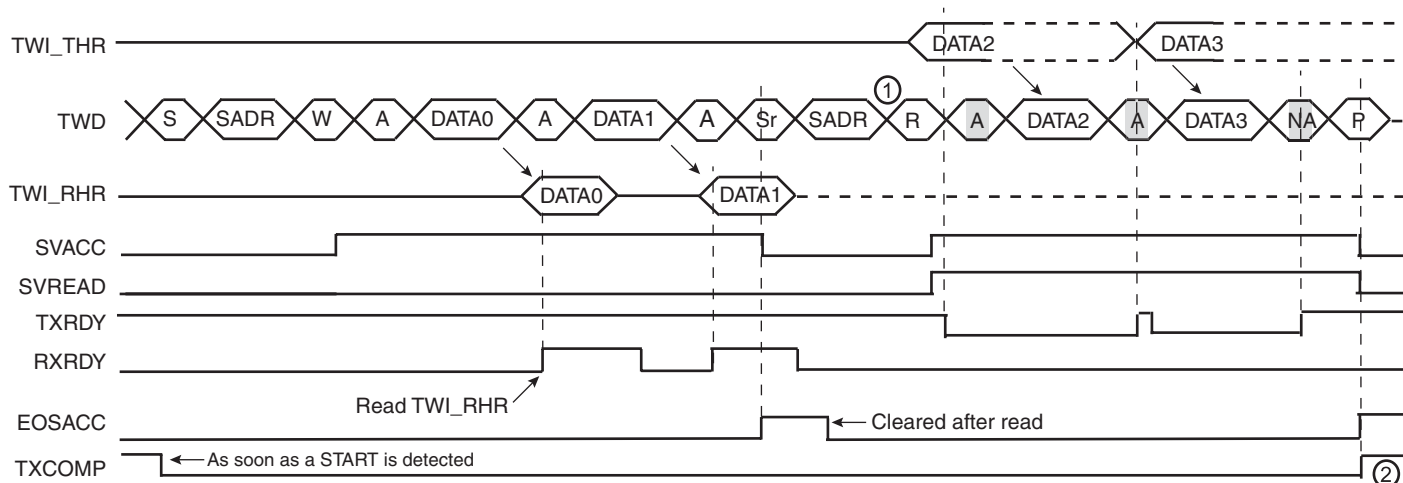 TWI_THR DATA2 DATA3
①
TWD S SADR W A DATA0 A DATA1 A Sr SADR R A DATA2 A DATA3 NA P
TWI_RHR DATA0 DATA1
SVACC
SVREAD
TXRDY
RXRDY
Read TWI_RHR
EOSACC Cleared after read
As soon as a START is detected
TXCOMP ②